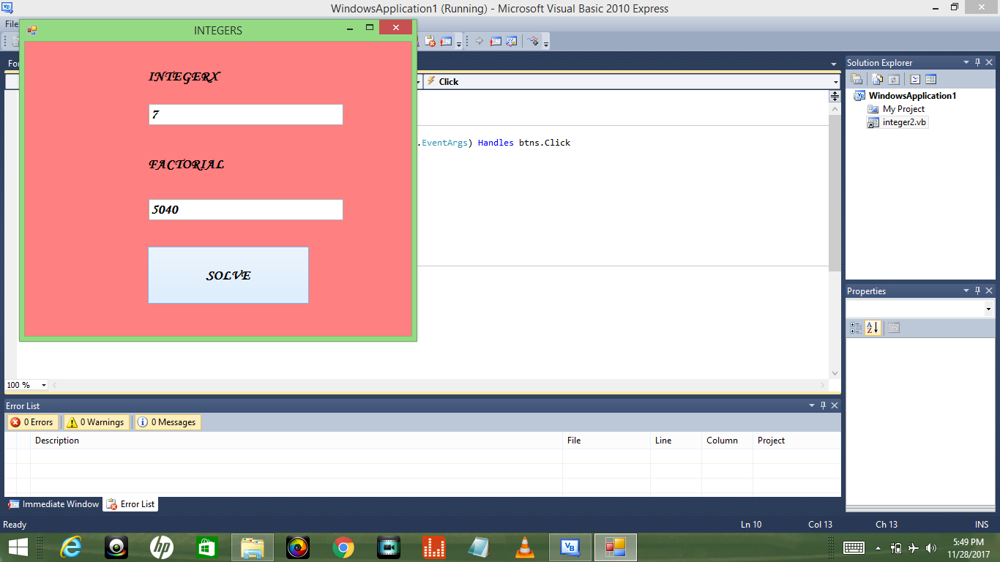 WindowsApplication1 (Running) - Microsoft Visual Basic 2010 Express
File
INTEGERS
INTEGERX
7
FACTORIAL
5040
SOLVE
Click
.EventArgs) Handles btns.Click
Solution Explorer
WindowsApplication1
My Project
integer2.vb
Properties
100 %
Error List
0 Errors
0 Warnings
0 Messages
Description File Line Column Project
Immediate Window
Error List
Ready Ln 10 Col 13 Ch 13 INS
5:49 PM
11/28/2017